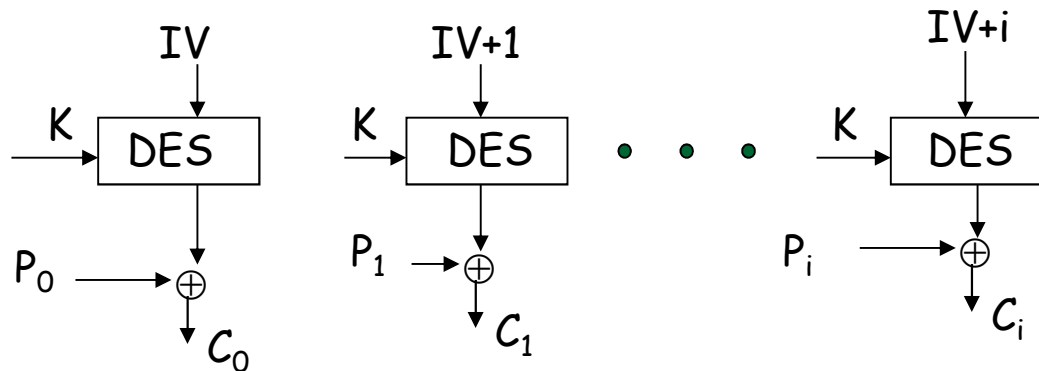 IV
IV+1
IV+i
K
DES
K
DES
K
DES
P₀
P₁
Pᵢ
C₀
C₁
Cᵢ